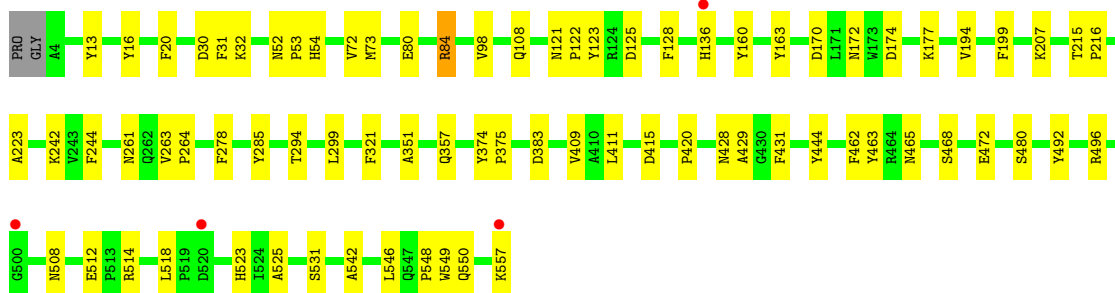 PRO GLY A4 Y13 Y16 F20 D30 F31 K32 N52 P53 H54 V72 M73 E80 R84 V98 Q108 N121 P122 Y123 R124 D125 F128 H136 Y160 Y163 D170 L171 N172 W173 D174 K177 V194 F199 K207 T215 P216
A223 K242 V243 F244 N261 Q262 V263 P264 F278 Y285 T294 L299 F321 A351 Q357 Y374 P375 D383 V409 A410 L411 D415 P420 N428 A429 G430 F431 Y444 F462 Y463 R464 N465 S468 E472 S480 Y492 R496
G500 N508 E512 P513 R514 L518 P519 D520 H523 I524 A525 S531 A542 L546 Q547 P548 W549 Q550 K557